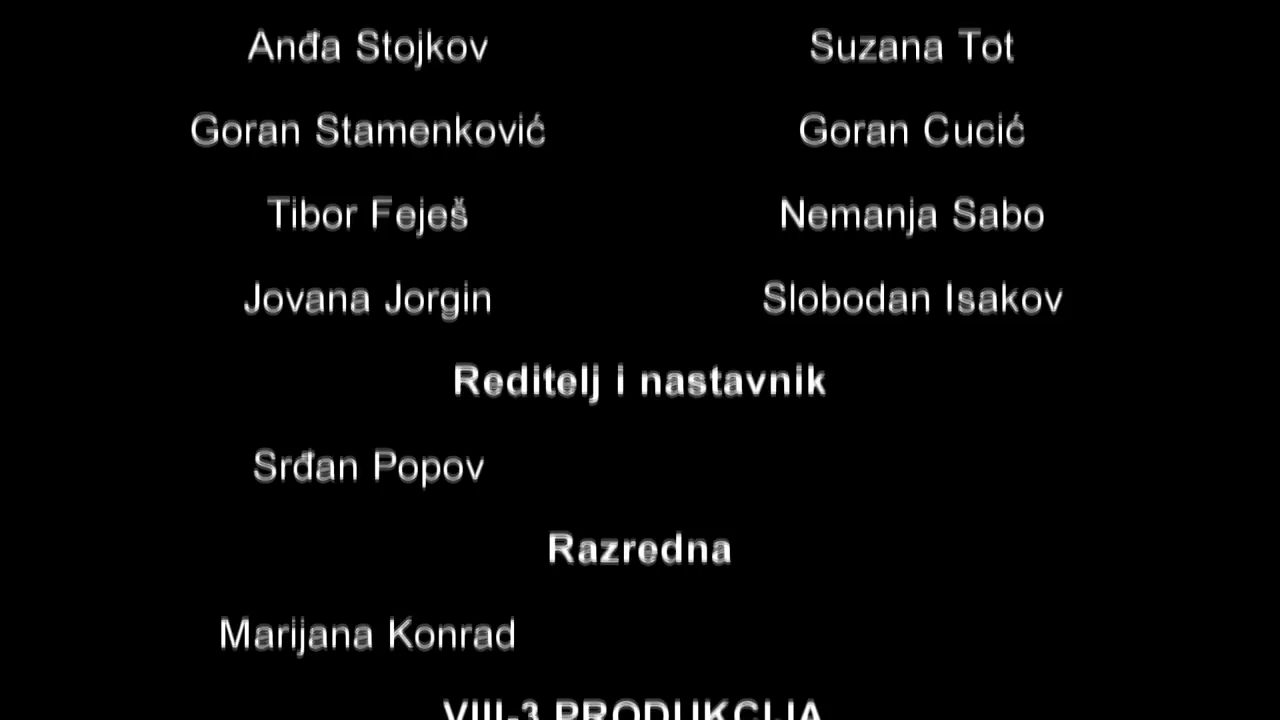 Anđa Stojkov Suzana Tot
Goran Stamenković Goran Cucić
Tibor Feješ Nemanja Sabo
Jovana Jorgin Slobodan Isakov
Reditelj i nastavnik
Srđan Popov
Razredna
Marijana Konrad
VIII-3 PRODUKCIJA